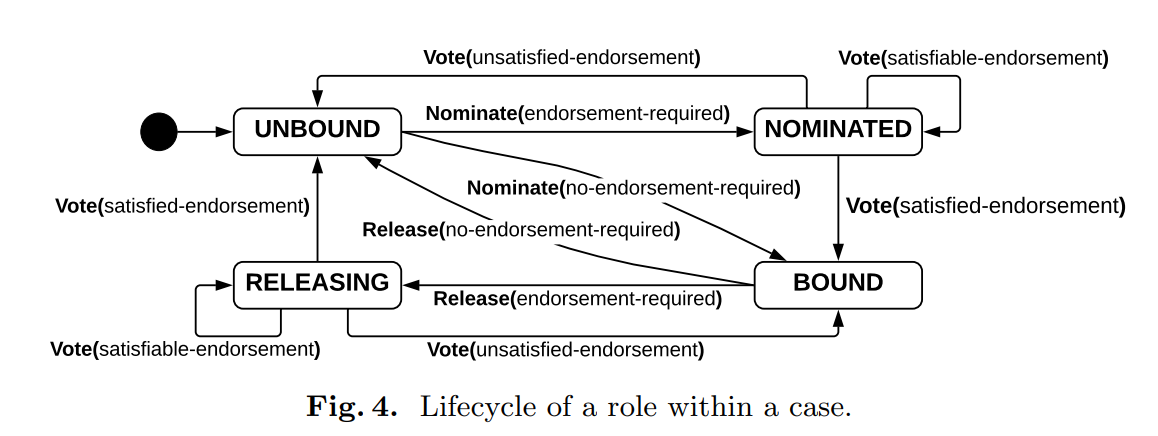 Vote(unsatisfied-endorsement)
Vote(satisfiable-endorsement)
Nominate(endorsement-required)
UNBOUND
NOMINATED
Nominate(no-endorsement-required)
Vote(satisfied-endorsement)
Vote(satisfied-endorsement)
Release(no-endorsement-required)
RELEASING
BOUND
Release(endorsement-required)
Vote(satisfiable-endorsement)
Vote(unsatisfied-endorsement)
Fig. 4. Lifecycle of a role within a case.